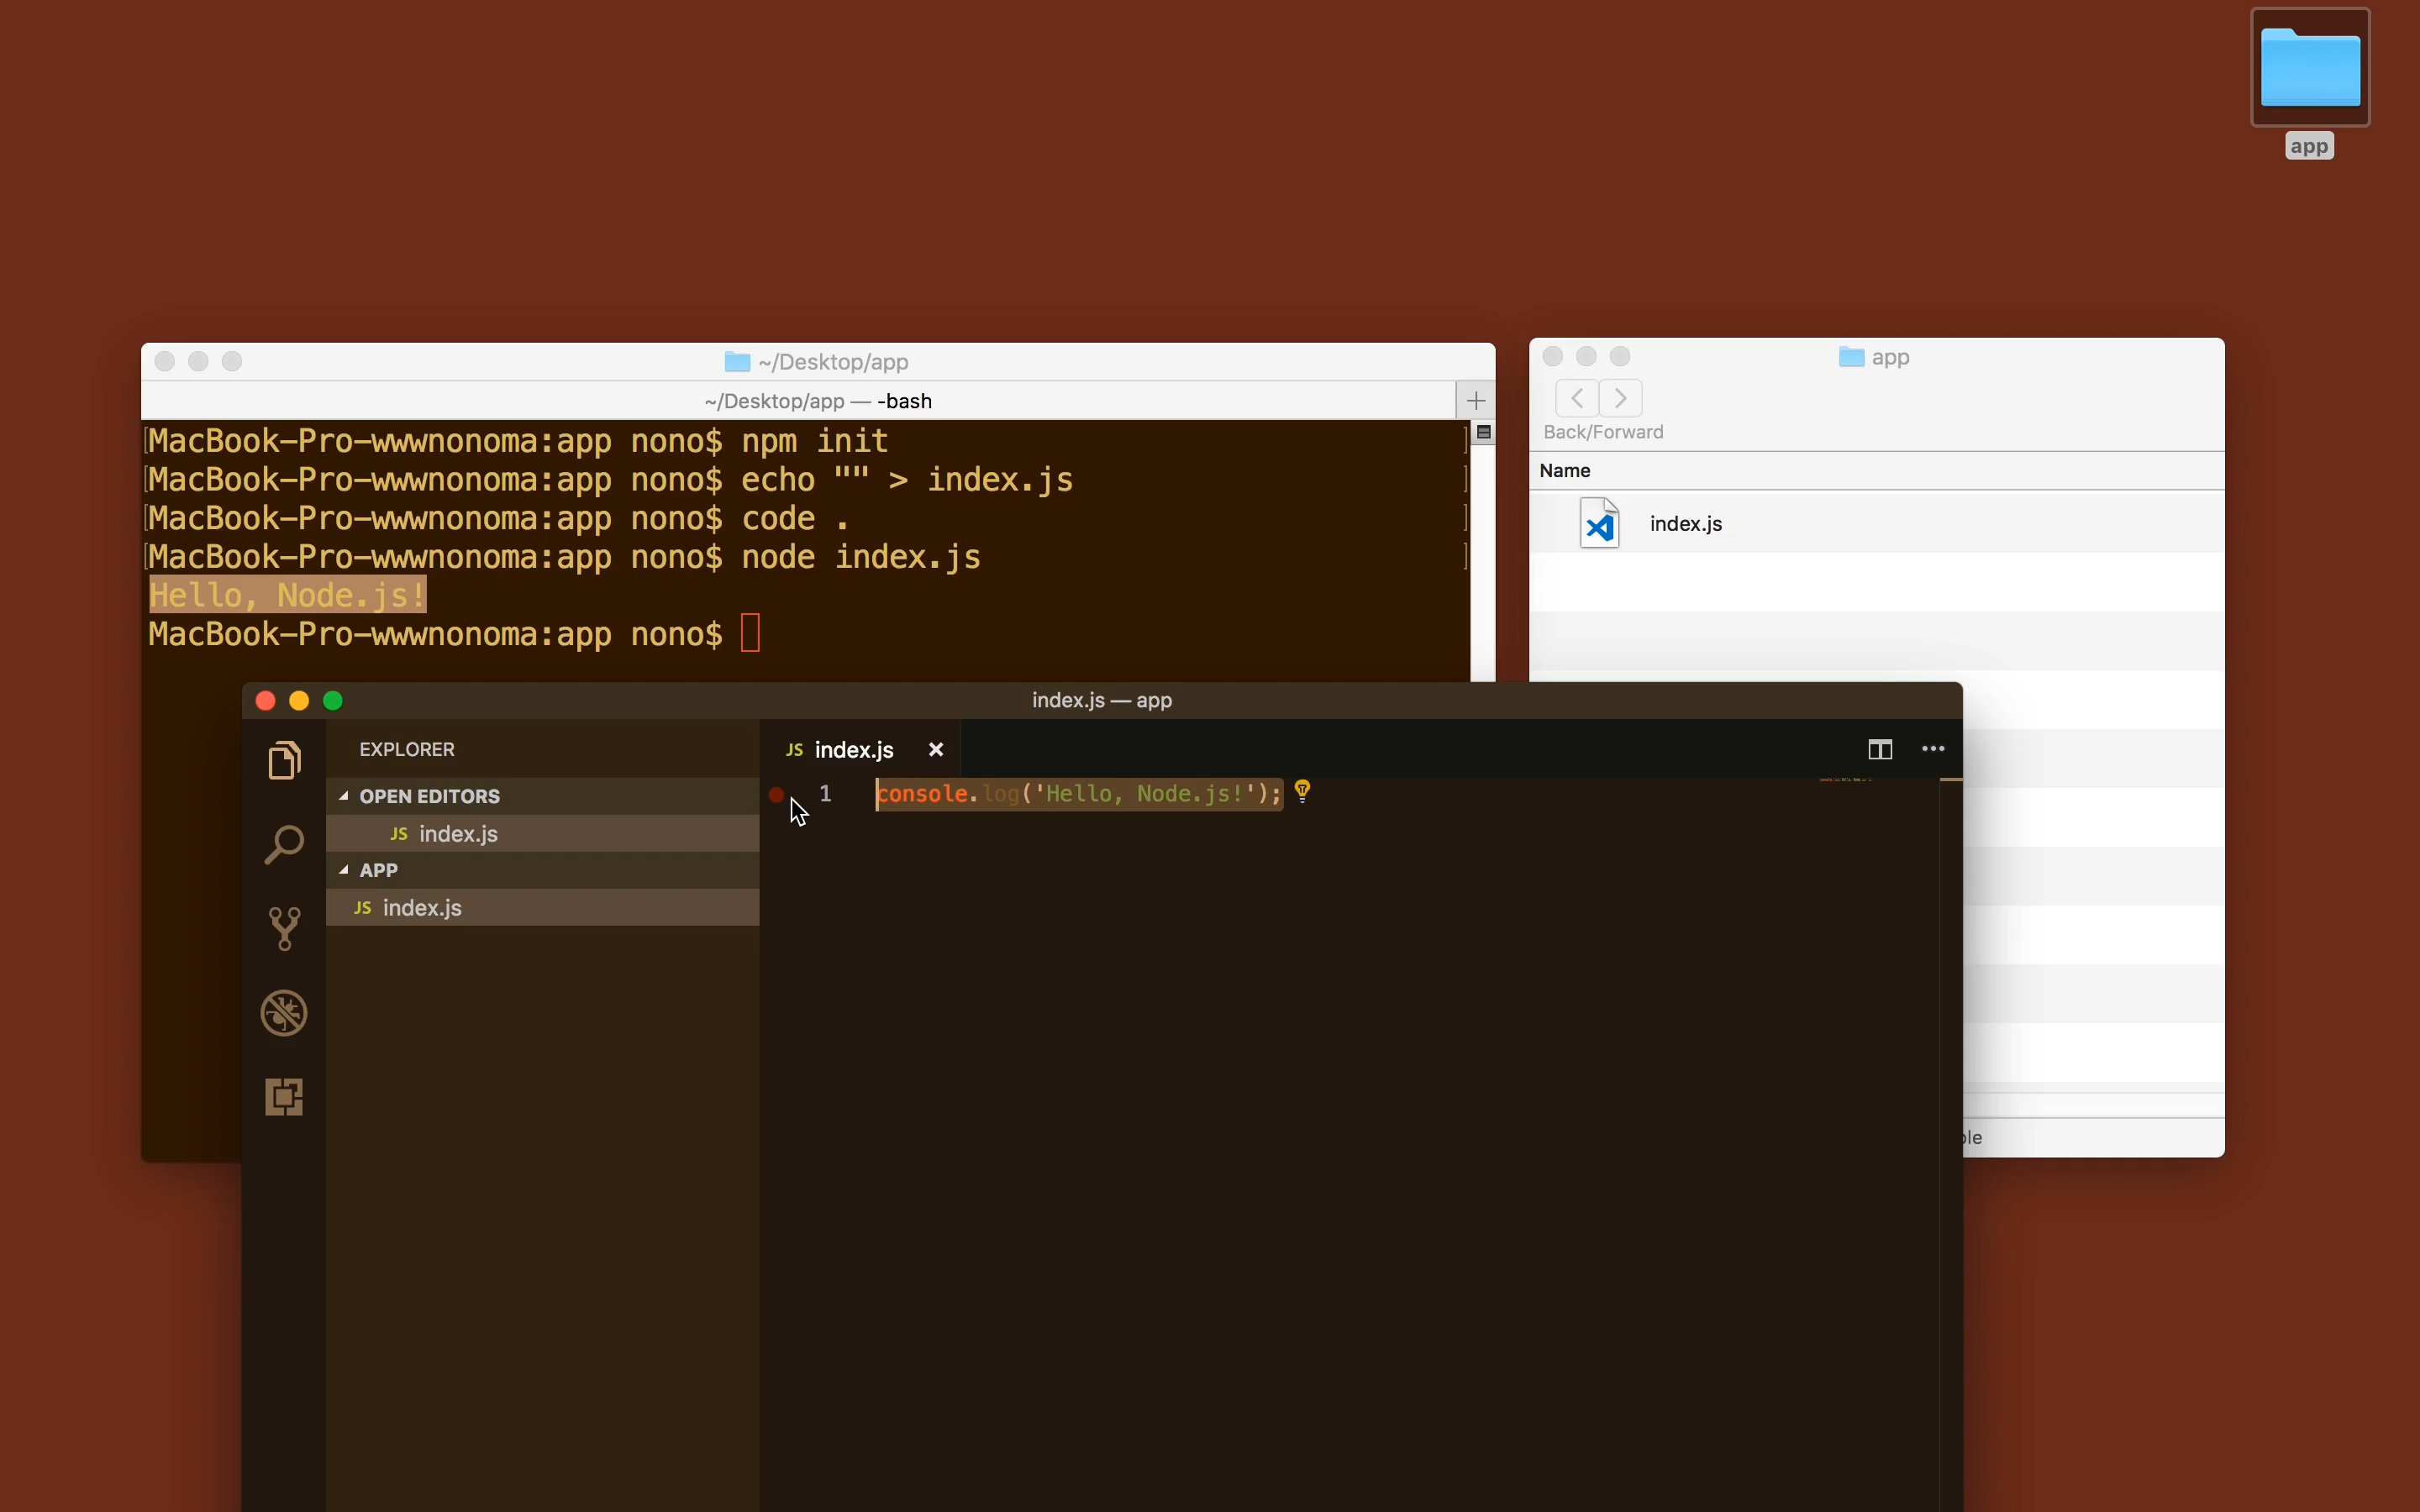 app
~/Desktop/app
~/Desktop/app — -bash
MacBook-Pro-wwwnonoma:app nono$ npm init
MacBook-Pro-wwwnonoma:app nono$ echo "" > index.js
MacBook-Pro-wwwnonoma:app nono$ code .
MacBook-Pro-wwwnonoma:app nono$ node index.js
Hello, Node.js!
MacBook-Pro-wwwnonoma:app nono$
app
Back/Forward
Name
index.js
index.js — app
EXPLORER
OPEN EDITORS
JS index.js
APP
JS index.js
JS index.js
1 console.log('Hello, Node.js!');